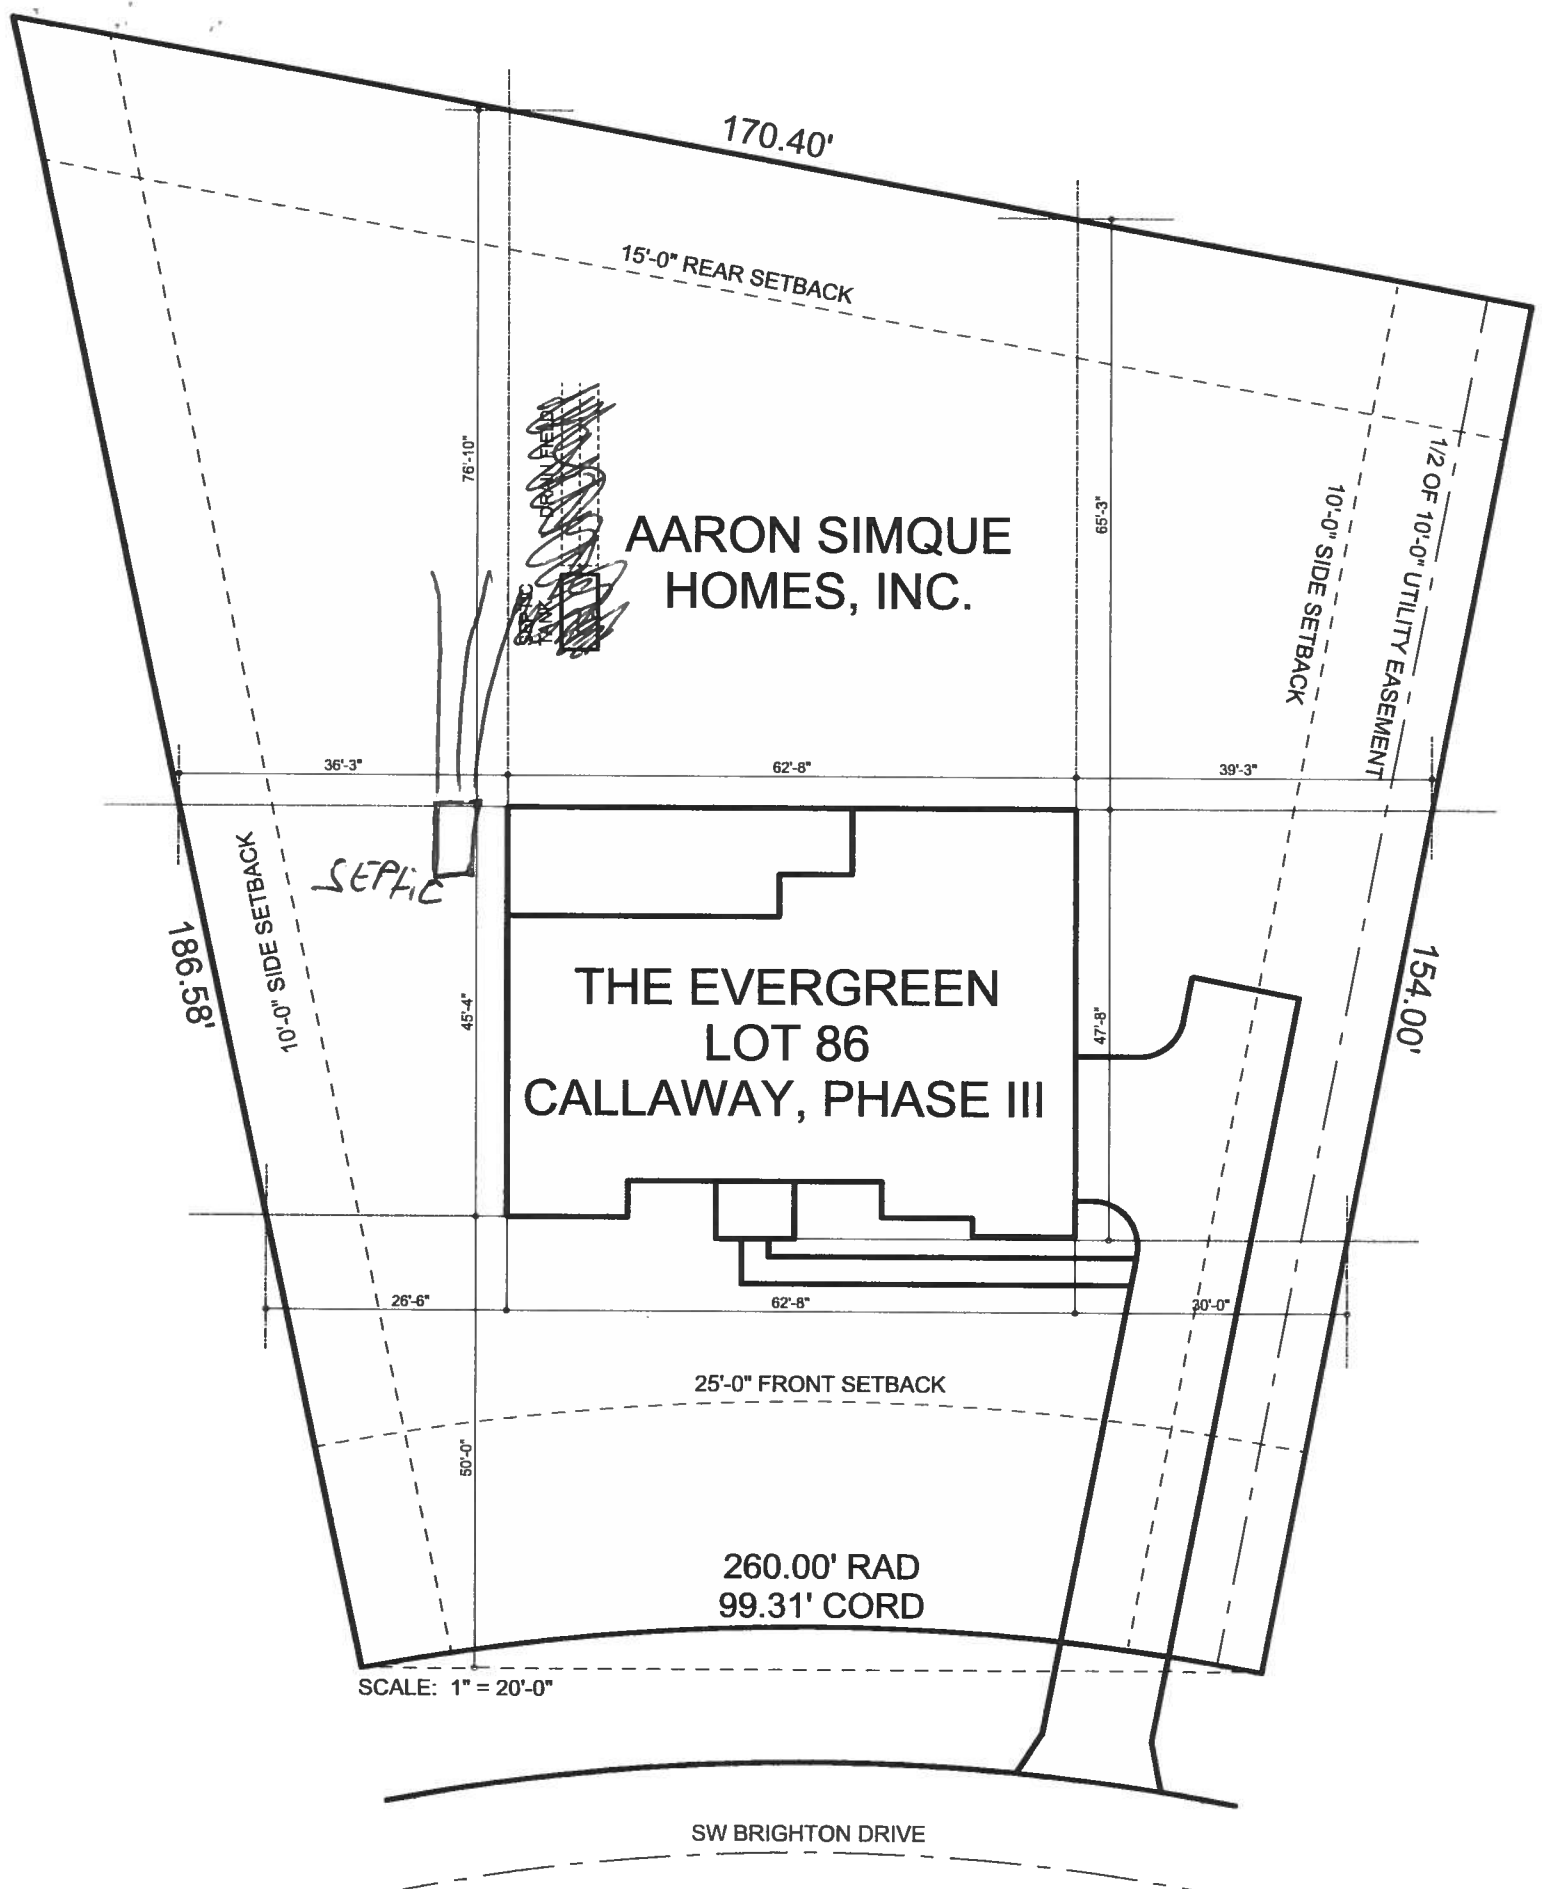 170.40'
15'-0" REAR SETBACK
76'-10"
DRAIN FIELD
65'-3"
AARON SIMQUE
HOMES, INC.
SEPTIC
TANK
10'-0" SIDE SETBACK
1/2 OF 10'-0" UTILITY EASEMENT
36'-3"
62'-8"
39'-3"
SEPTiC
10'-0" SIDE SETBACK
186.58'
45'-4"
THE EVERGREEN
LOT 86
CALLAWAY, PHASE III
47'-8"
154.00'
26'-6"
62'-8"
30'-0"
25'-0" FRONT SETBACK
50'-0"
260.00' RAD
99.31' CORD
SCALE: 1" = 20'-0"
SW BRIGHTON DRIVE